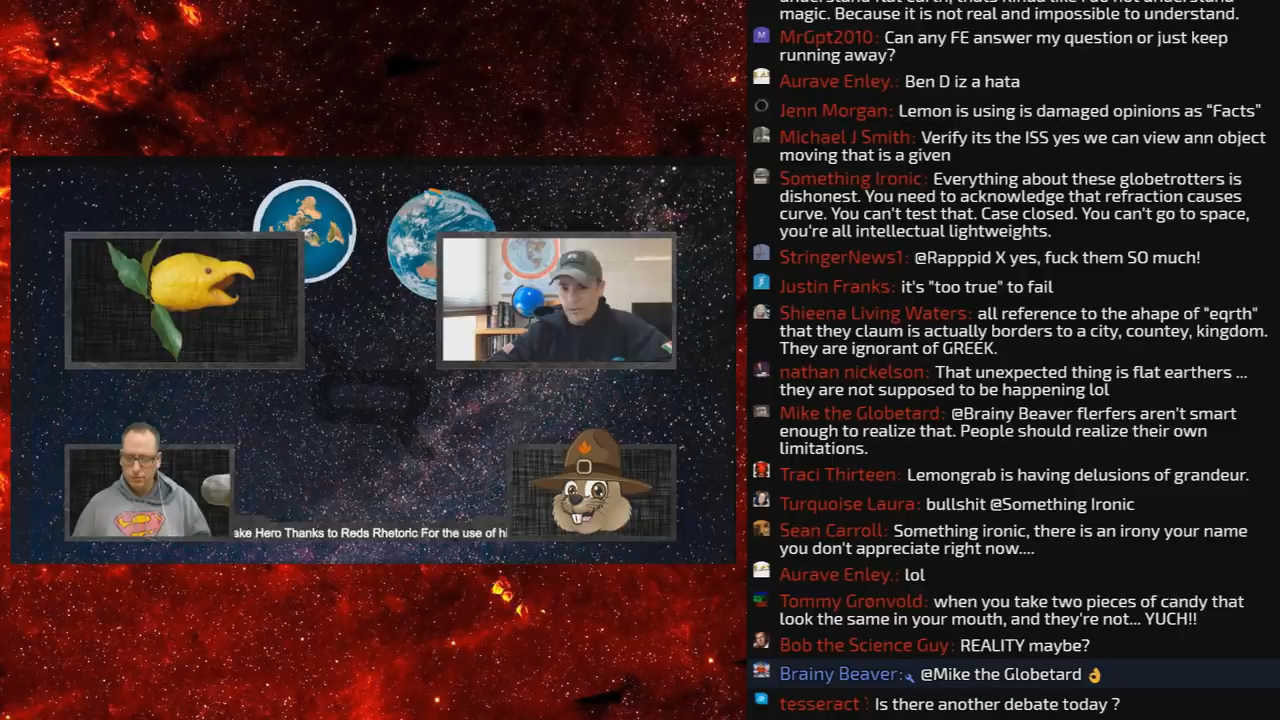 understand flat earth, thats kinda like i do not understand
magic. Because it is not real and impossible to understand.
MrGpt2010: Can any FE answer my question or just keep
running away?
Aurave Enley.: Ben D iz a hata
Jenn Morgan: Lemon is using is damaged opinions as "Facts"
Michael J Smith: Verify its the ISS yes we can view ann object
moving that is a given
Something Ironic: Everything about these globetrotters is
dishonest. You need to acknowledge that refraction causes
curve. You can't test that. Case closed. You can't go to space,
you're all intellectual lightweights.
StringerNews1: @Rapppid X yes, fuck them SO much!
Justin Franks: it's "too true" to fail
Shieena Living Waters: all reference to the ahape of "eqrth"
that they claum is actually borders to a city, countey, kingdom.
They are ignorant of GREEK.
nathan nickelson: That unexpected thing is flat earthers ...
they are not supposed to be happening lol
Mike the Globetard: @Brainy Beaver flerfers aren't smart
enough to realize that. People should realize their own
limitations.
Traci Thirteen: Lemongrab is having delusions of grandeur.
Turquoise Laura: bullshit @Something Ironic
Sean Carroll: Something ironic, there is an irony your name
you don't appreciate right now....
Aurave Enley.: lol
Tommy Grønvold: when you take two pieces of candy that
look the same in your mouth, and they're not... YUCH!!
Bob the Science Guy: REALITY maybe?
Brainy Beaver: @Mike the Globetard 👌
tesseract : Is there another debate today ?
ake Hero Thanks to Reds Rhetoric For the use of hi